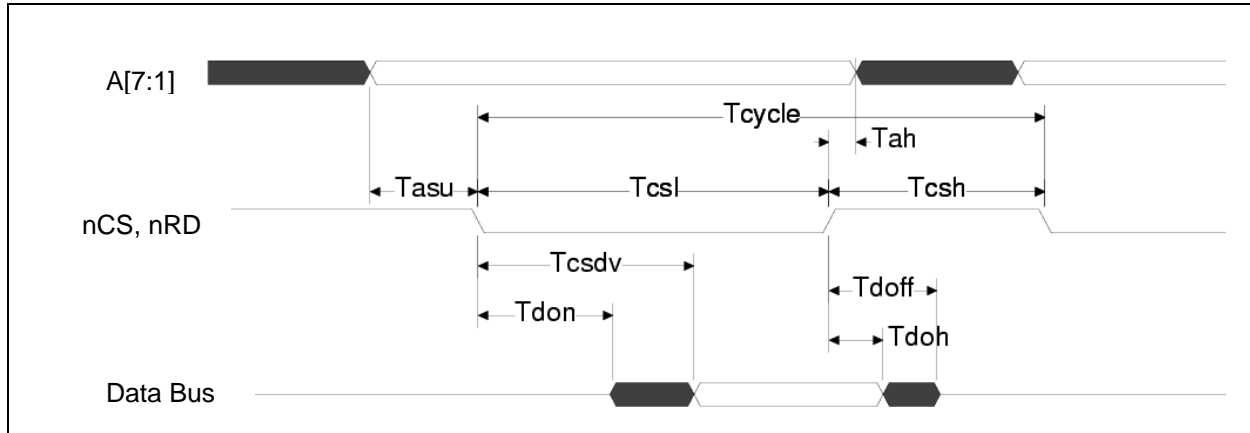 A[7:1]
Tcycle
Tah
Tasu
Tcsl
Tcsh
nCS, nRD
Tcsdv
Tdoff
Tdon
Tdoh
Data Bus